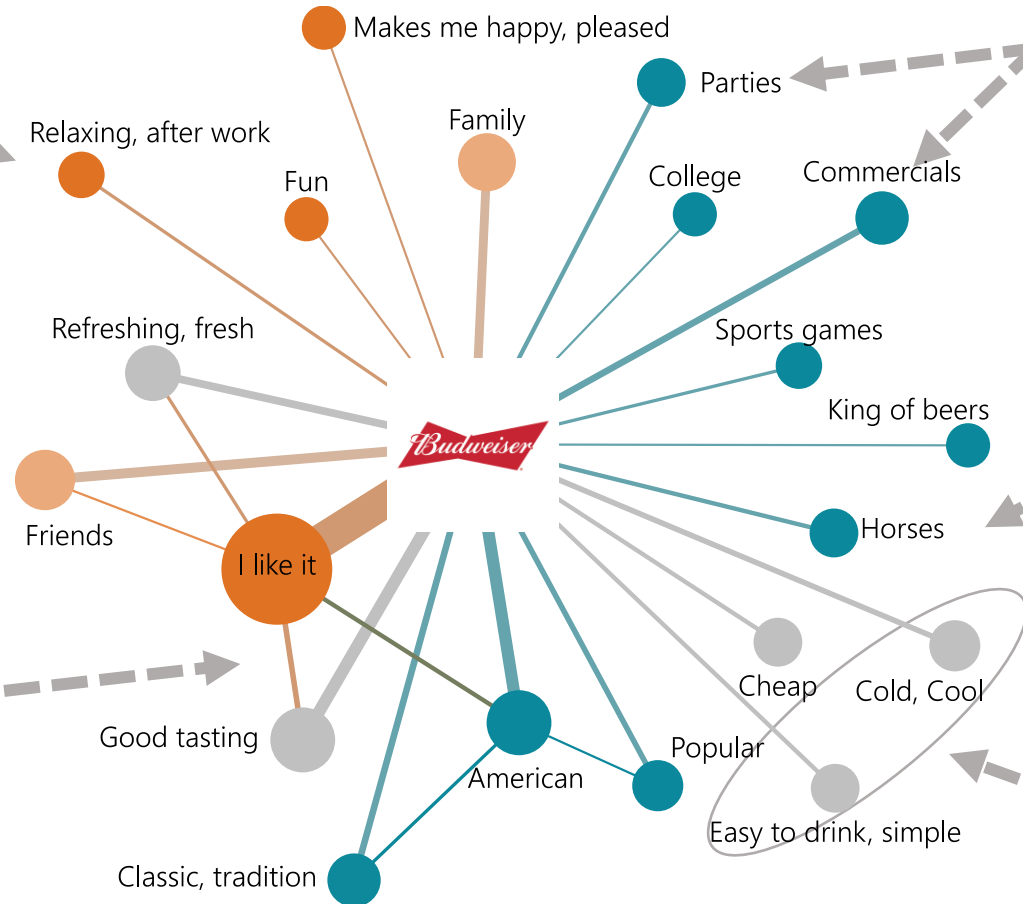 Makes me happy, pleased
Parties
Family
Relaxing, after work
Fun
College
Commercials
Refreshing, fresh
Sports games
King of beers
Budweiser
Friends
Horses
I like it
Cheap
Cold, Cool
Good tasting
Popular
American
Easy to drink, simple
Classic, tradition